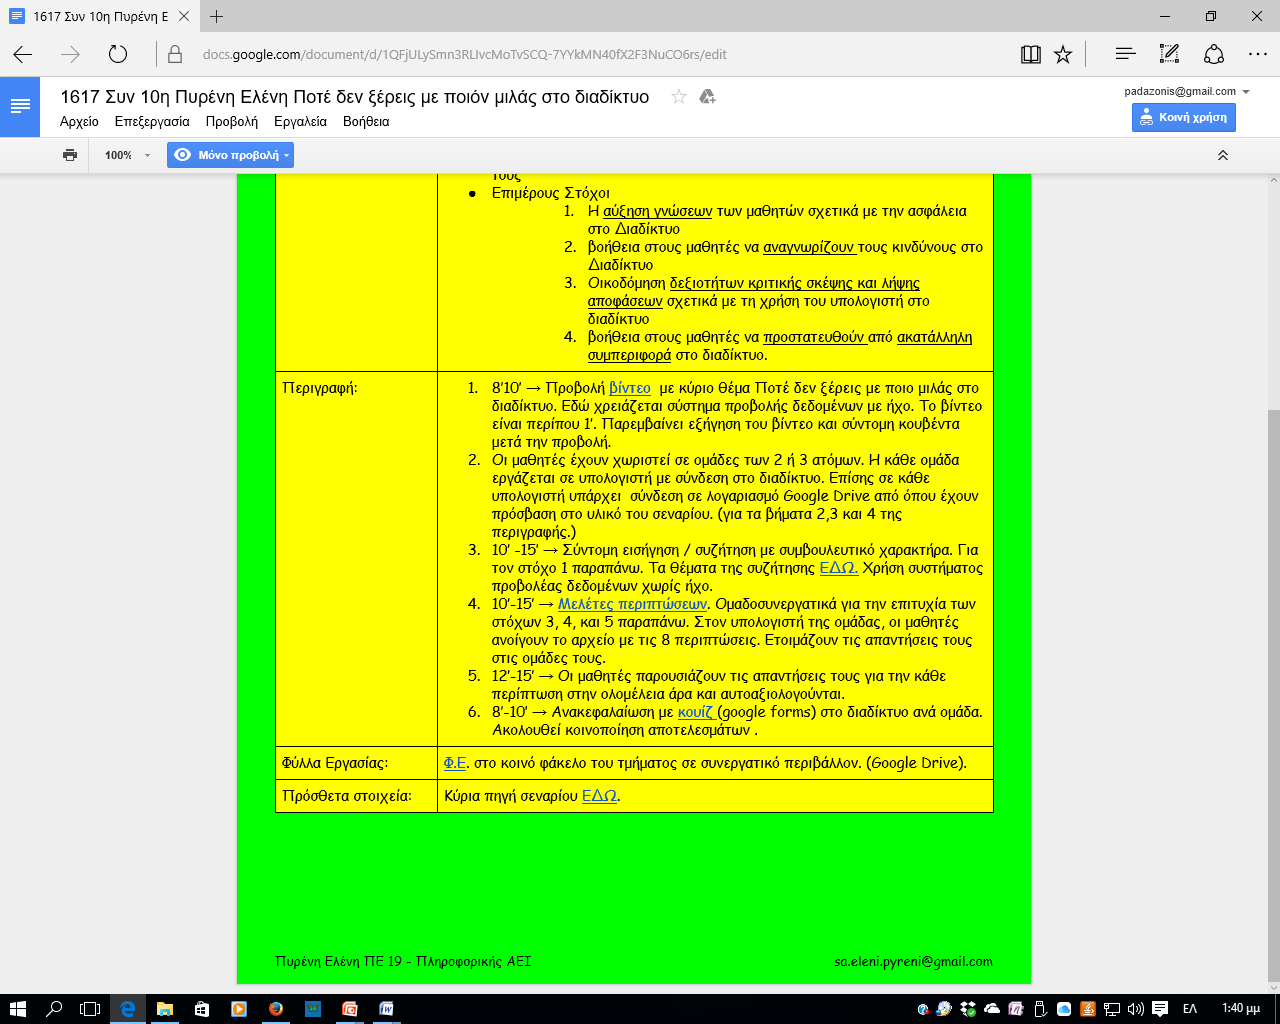 1617 Συν 10η Πυρένη Ε
docs.google.com/document/d/1QFjULySmn3RLIvcMoTvSCQ-7YYkMN40fX2F3NuCO6rs/edit
1617 Συν 10η Πυρένη Ελένη Ποτέ δεν ξέρεις με ποιόν μιλάς στο διαδίκτυο
padazonis@gmail.com
Αρχείο Επεξεργασία Προβολή Εργαλεία Βοήθεια
Κοινή χρήση
100% Μόνο προβολή
τους
● Επιμέρους Στόχοι
1. Η αύξηση γνώσεων των μαθητών σχετικά με την ασφάλεια
στο Διαδίκτυο
2. βοήθεια στους μαθητές να αναγνωρίζουν τους κινδύνους στο
Διαδίκτυο
3. Οικοδόμηση δεξιοτήτων κριτικής σκέψης και λήψης
αποφάσεων σχετικά με τη χρήση του υπολογιστή στο
διαδίκτυο
4. βοήθεια στους μαθητές να προστατευθούν από ακατάλληλη
συμπεριφορά στο διαδίκτυο.
Περιγραφή:
1. 8'10' → Προβολή βίντεο με κύριο θέμα Ποτέ δεν ξέρεις με ποιο μιλάς στο
διαδίκτυο. Εδώ χρειάζεται σύστημα προβολής δεδομένων με ήχο. Το βίντεο
είναι περίπου 1'. Παρεμβαίνει εξήγηση του βίντεο και σύντομη κουβέντα
μετά την προβολή.
2. Οι μαθητές έχουν χωριστεί σε ομάδες των 2 ή 3 ατόμων. Η κάθε ομάδα
εργάζεται σε υπολογιστή με σύνδεση στο διαδίκτυο. Επίσης σε κάθε
υπολογιστή υπάρχει σύνδεση σε λογαριασμό Google Drive από όπου έχουν
πρόσβαση στο υλικό του σεναρίου. (για τα βήματα 2,3 και 4 της
περιγραφής.)
3. 10' -15' → Σύντομη εισήγηση / συζήτηση με συμβουλευτικό χαρακτήρα. Για
τον στόχο 1 παραπάνω. Τα θέματα της συζήτησης ΕΔΩ. Χρήση συστήματος
προβολέας δεδομένων χωρίς ήχο.
4. 10'-15' → Μελέτες περιπτώσεων. Ομαδοσυνεργατικά για την επιτυχία των
στόχων 3, 4, και 5 παραπάνω. Στον υπολογιστή της ομάδας, οι μαθητές
ανοίγουν το αρχείο με τις 8 περιπτώσεις. Ετοιμάζουν τις απαντήσεις τους
στις ομάδες τους.
5. 12'-15' → Οι μαθητές παρουσιάζουν τις απαντήσεις τους για την κάθε
περίπτωση στην ολομέλεια άρα και αυτοαξιολογούνται.
6. 8'-10' → Ανακεφαλαίωση με κουίζ (google forms) στο διαδίκτυο ανά ομάδα.
Ακολουθεί κοινοποίηση αποτελεσμάτων .
Φύλλα Εργασίας: Φ.Ε. στο κοινό φάκελο του τμήματος σε συνεργατικό περιβάλλον. (Google Drive).
Πρόσθετα στοιχεία: Κύρια πηγή σεναρίου ΕΔΩ.
Πυρένη Ελένη ΠΕ 19 - Πληροφορικής ΑΕΙ sa.eleni.pyreni@gmail.com
ΕΛ 1:40 μμ